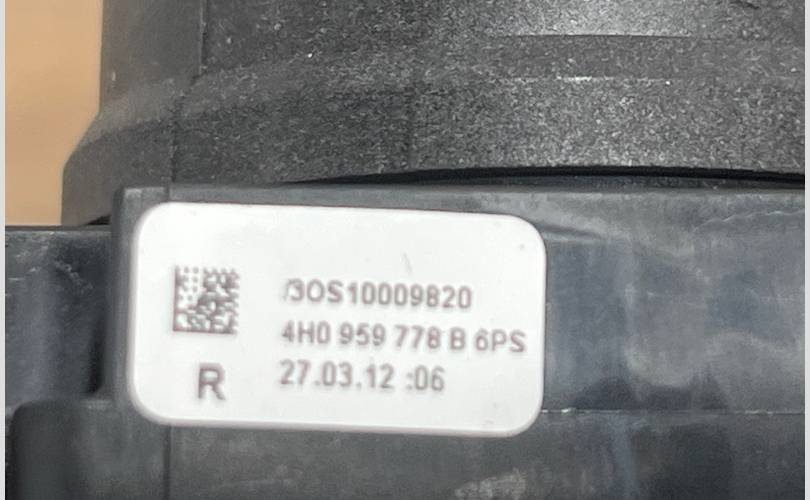 /3OS10009820
4H0 959 778 B 6PS
R
27.03.12 :06